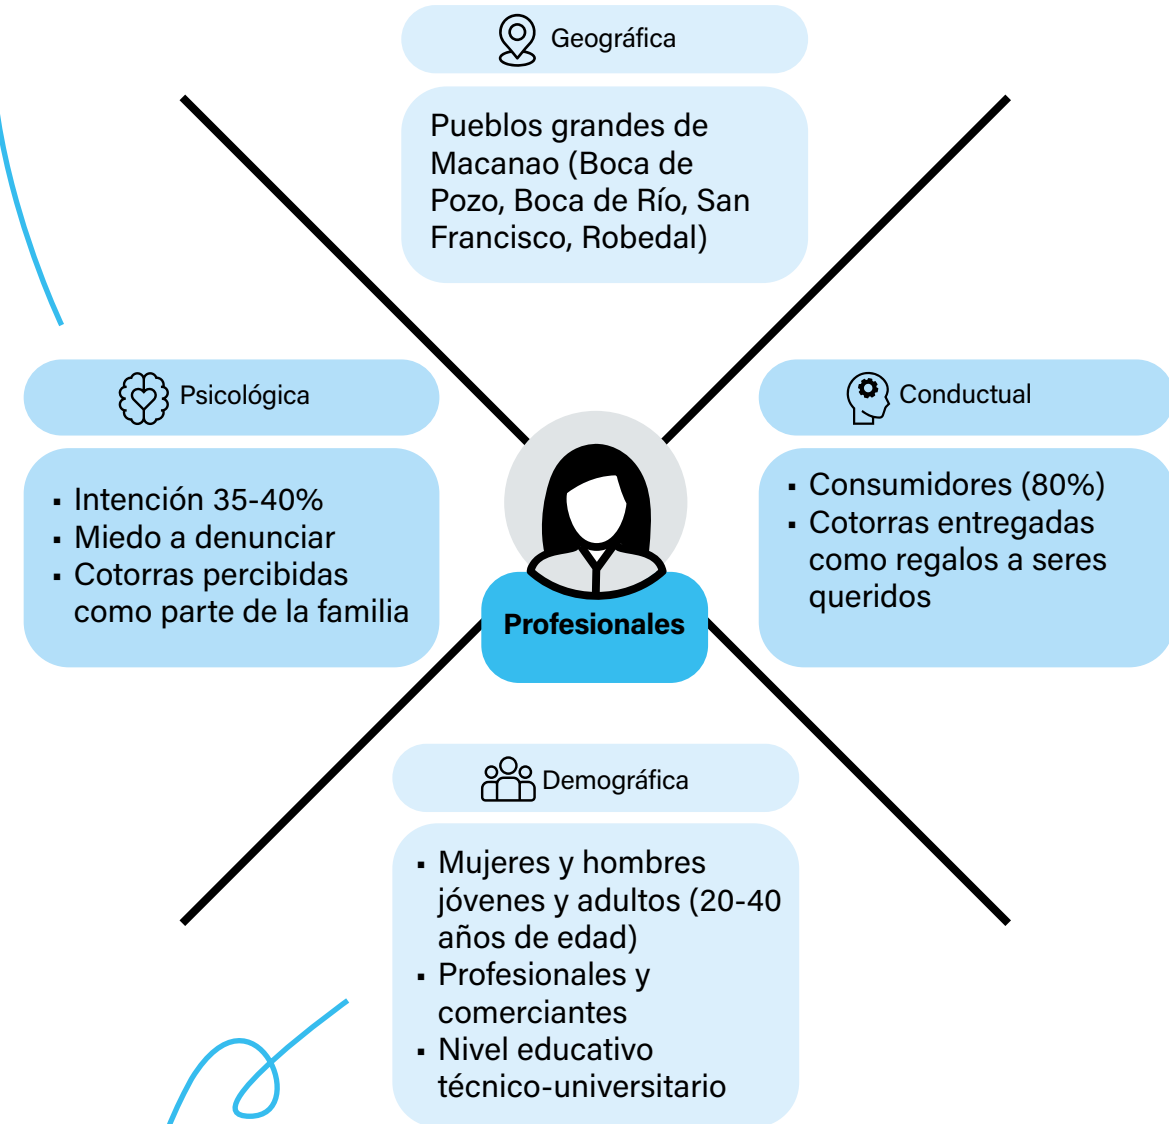 Geográfica
Pueblos grandes de
Macanao (Boca de
Pozo, Boca de Río, San
Francisco, Robedal)
Psicológica
▪ Intención 35-40%
▪ Miedo a denunciar
▪ Cotorras percibidas
como parte de la familia
Conductual
▪ Consumidores (80%)
▪ Cotorras entregadas
como regalos a seres
queridos
Profesionales
Demográfica
▪ Mujeres y hombres
jóvenes y adultos (20-40
años de edad)
▪ Profesionales y
comerciantes
▪ Nivel educativo
técnico-universitario